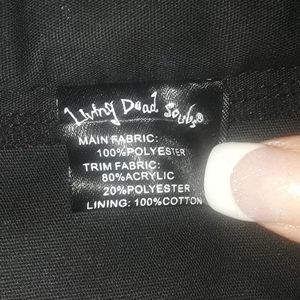 Living Dead Souls®
MAIN FABRIC:
100%POLYESTER
TRIM FABRIC:
80%ACRYLIC
20%POLYESTER
LINING: 100%COTTON